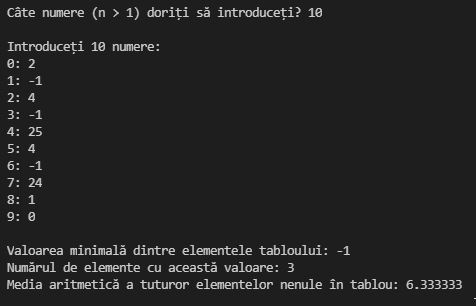 Câte numere (n > 1) doriți să introduceți? 10
Introduceți 10 numere:
0: 2
1: -1
2: 4
3: -1
4: 25
5: 4
6: -1
7: 24
8: 1
9: 0
Valoarea minimală dintre elementele tabloului: -1
Numărul de elemente cu această valoare: 3
Media aritmetică a tuturor elementelor nenule în tablou: 6.333333